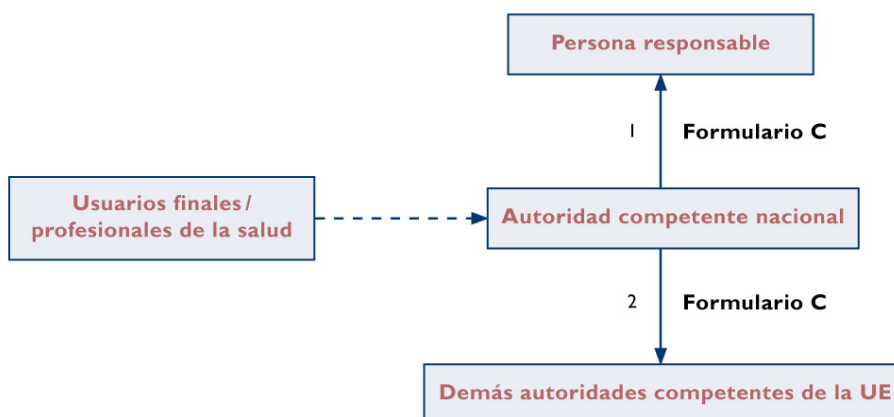 Persona responsable
1 Formulario C
Usuarios finales/
profesionales de la salud
Autoridad competente nacional
2 Formulario C
Demás autoridades competentes de la UE